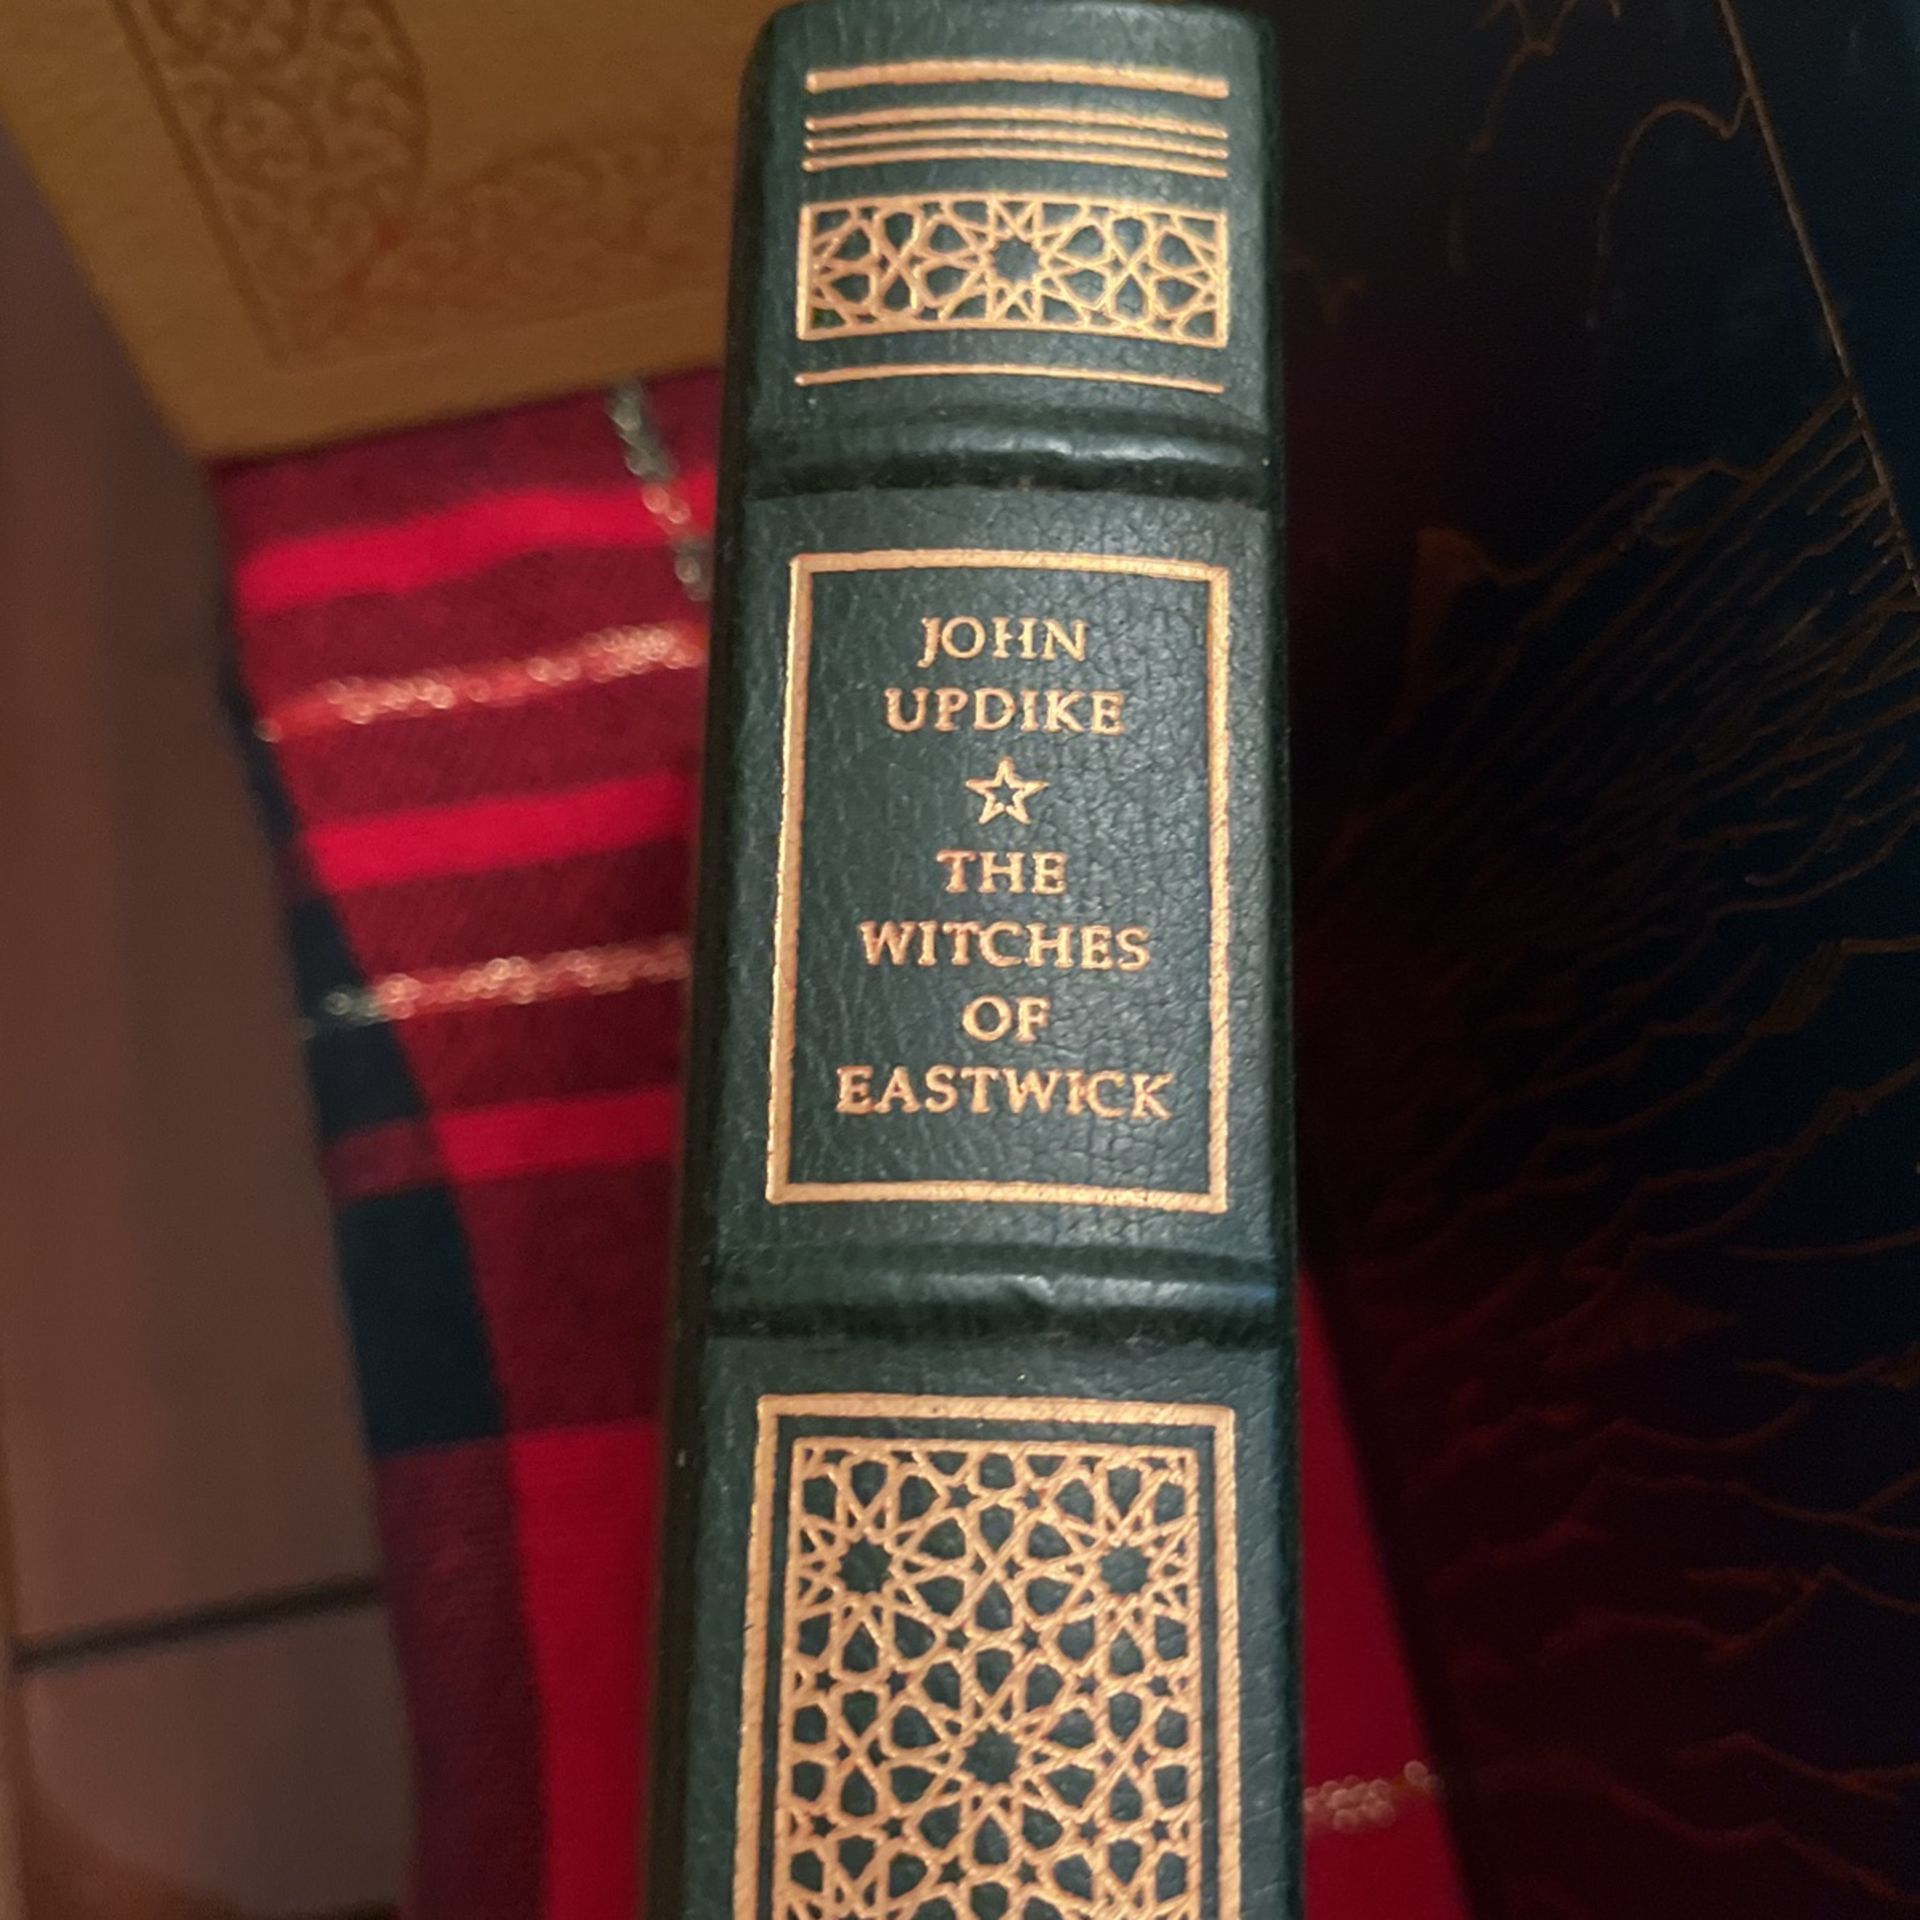 JOHN
UPDIKE
THE
WITCHES
OF
EASTWICK